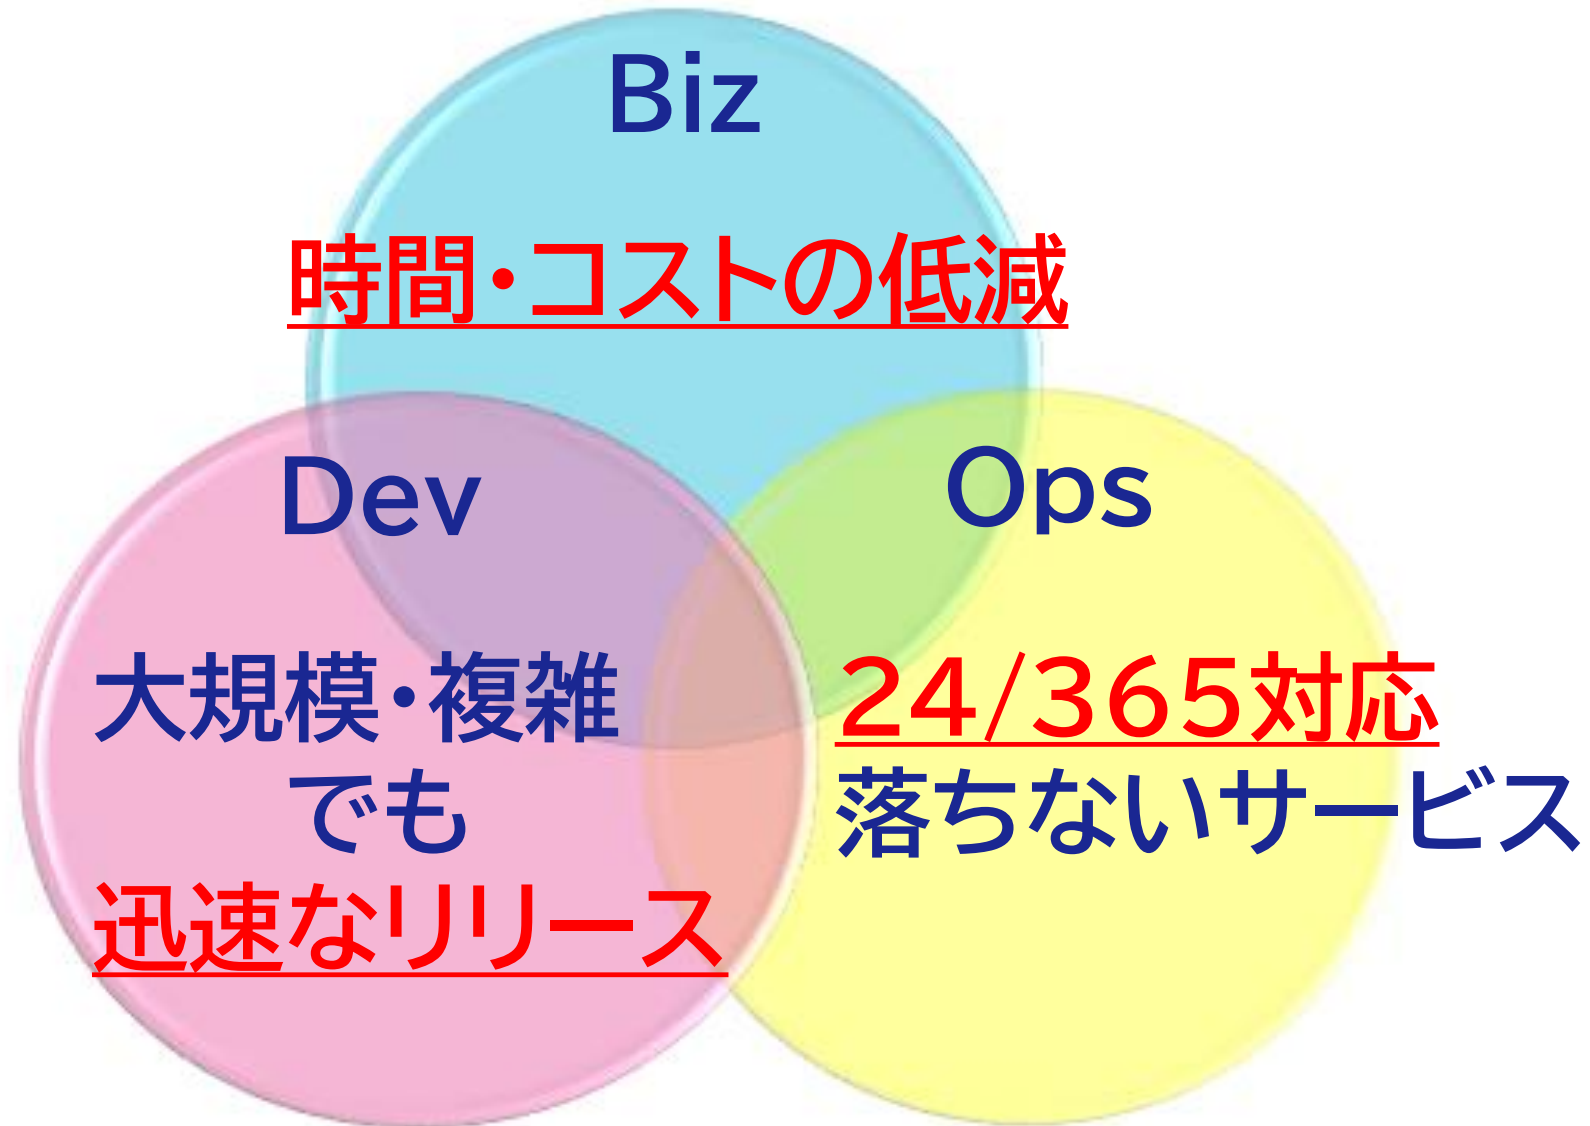 Biz
時間・コストの低減
Dev
大規模・複雑
でも
迅速なリリース
Ops
24/365対応
落ちないサービス